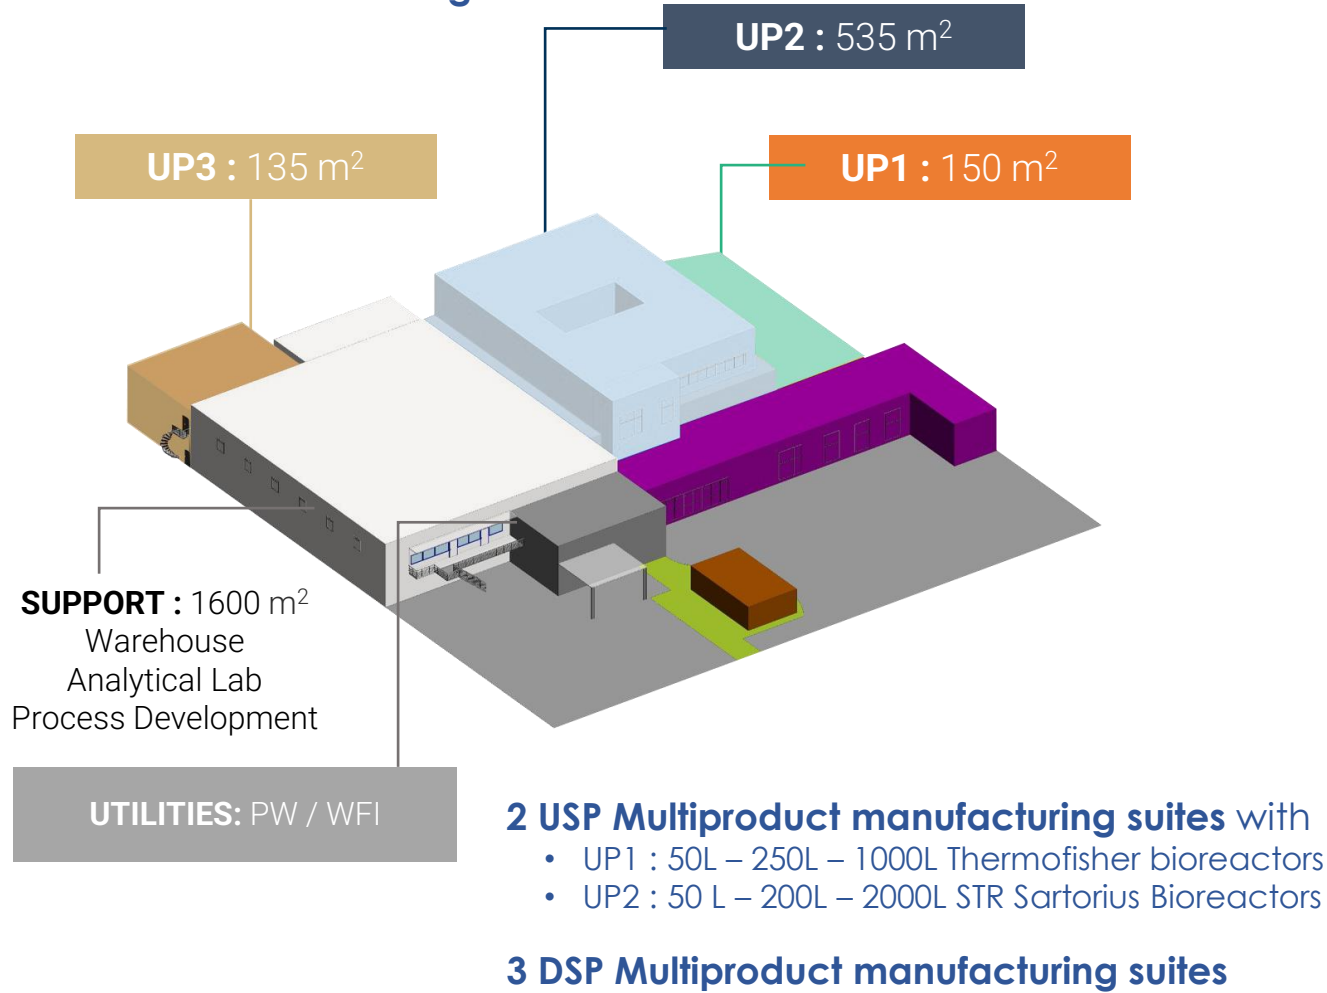 UP2 : 535 m²
UP3 : 135 m²
UP1 : 150 m²
SUPPORT : 1600 m²
Warehouse
Analytical Lab
Process Development
UTILITIES: PW / WFI
2 USP Multiproduct manufacturing suites with
• UP1 : 50L – 250L – 1000L Thermofisher bioreactors
• UP2 : 50 L – 200L – 2000L STR Sartorius Bioreactors
3 DSP Multiproduct manufacturing suites